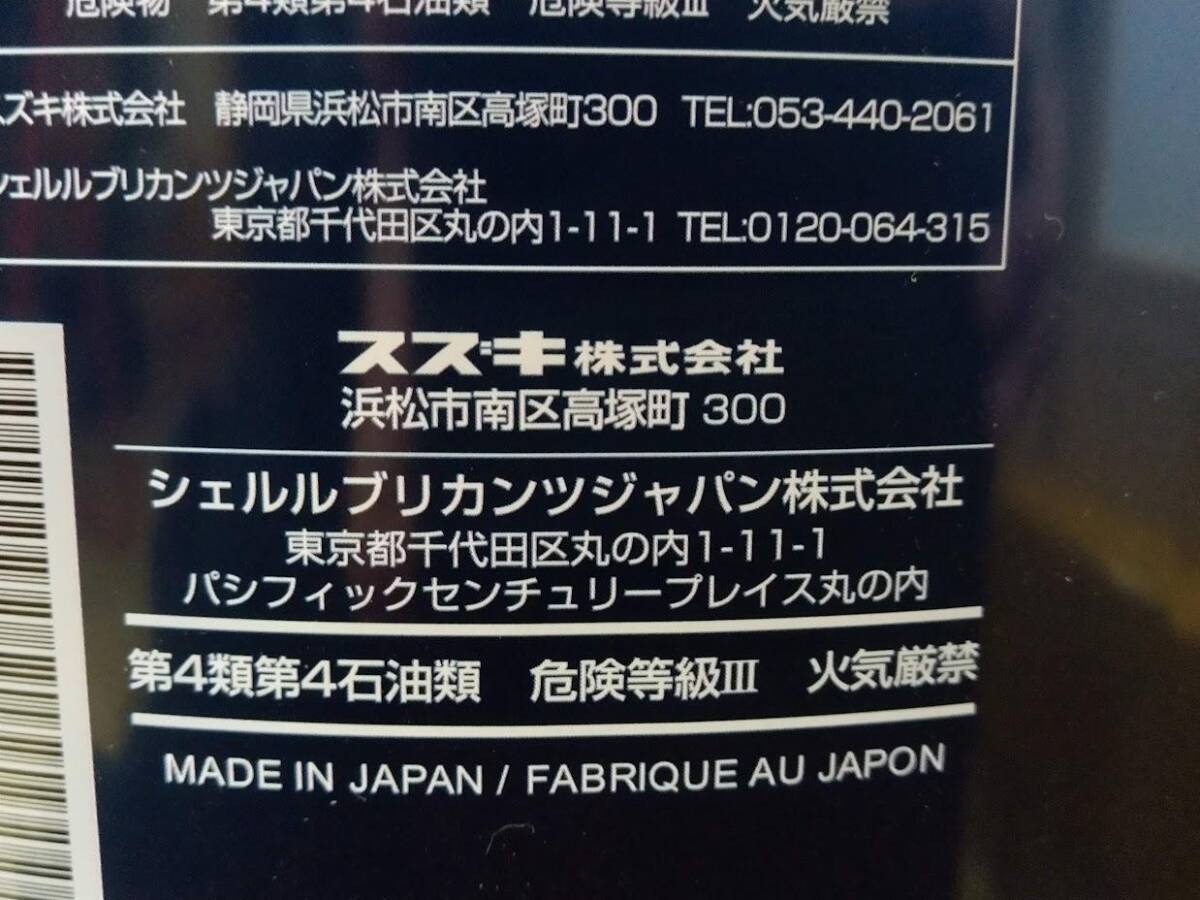 危険物 第4類第4石油類 危険等級Ⅲ 火気厳禁
スズキ株式会社 静岡県浜松市南区高塚町300 TEL:053-440-2061
シェルルブリカンツジャパン株式会社
東京都千代田区丸の内1-11-1 TEL:0120-064-315
スズキ株式会社
浜松市南区高塚町 300
シェルルブリカンツジャパン株式会社
東京都千代田区丸の内1-11-1
パシフィックセンチュリープレイス丸の内
第4類第4石油類 危険等級Ⅲ 火気厳禁
MADE IN JAPAN / FABRIQUE AU JAPON